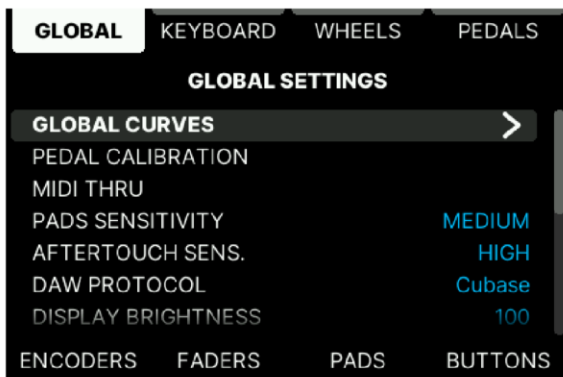 GLOBAL KEYBOARD WHEELS PEDALS
GLOBAL SETTINGS
GLOBAL CURVES >
PEDAL CALIBRATION
MIDI THRU
PADS SENSITIVITY MEDIUM
AFTERTOUCH SENS. HIGH
DAW PROTOCOL Cubase
DISPLAY BRIGHTNESS 100
ENCODERS FADERS PADS BUTTONS